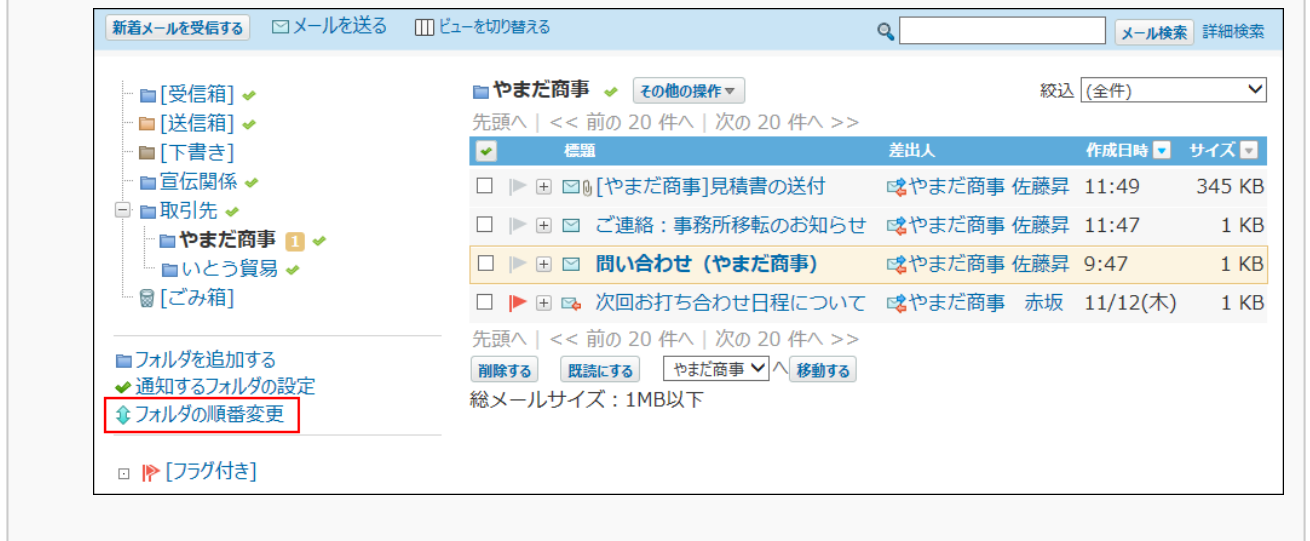 新着メールを受信する メールを送る ビューを切り替える メール検索 詳細検索
[受信箱]
[送信箱]
[下書き]
宣伝関係
取引先
やまだ商事 1
いとう貿易
[ごみ箱]
フォルダを追加する
通知するフォルダの設定
フォルダの順番変更
[フラグ付き]
やまだ商事 その他の操作 絞込 (全件)
先頭へ | << 前の 20 件へ | 次の 20 件へ >>
標題 差出人 作成日時 サイズ
[やまだ商事]見積書の送付 やまだ商事 佐藤昇 11:49 345 KB
ご連絡：事務所移転のお知らせ やまだ商事 佐藤昇 11:47 1 KB
問い合わせ（やまだ商事） やまだ商事 佐藤昇 9:47 1 KB
次回お打ち合わせ日程について やまだ商事　赤坂 11/12(木) 1 KB
先頭へ | << 前の 20 件へ | 次の 20 件へ >>
削除する 既読にする やまだ商事 へ 移動する
総メールサイズ：1MB以下